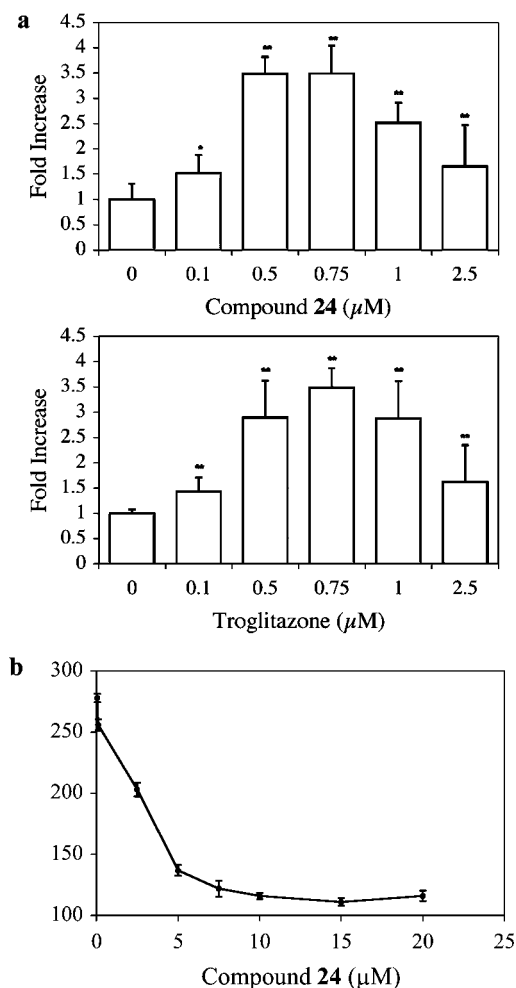 a
4.5
4
3.5
3
2.5
2
1.5
1
0.5
0
Fold Increase
* ** ** ** **
0 0.1 0.5 0.75 1 2.5
Compound 24 (µM)
4.5
4
3.5
3
2.5
2
1.5
1
0.5
0
Fold Increase
** ** ** ** **
0 0.1 0.5 0.75 1 2.5
Troglitazone (µM)
b
300
250
200
150
100
0 5 10 15 20 25
Compound 24 (µM)